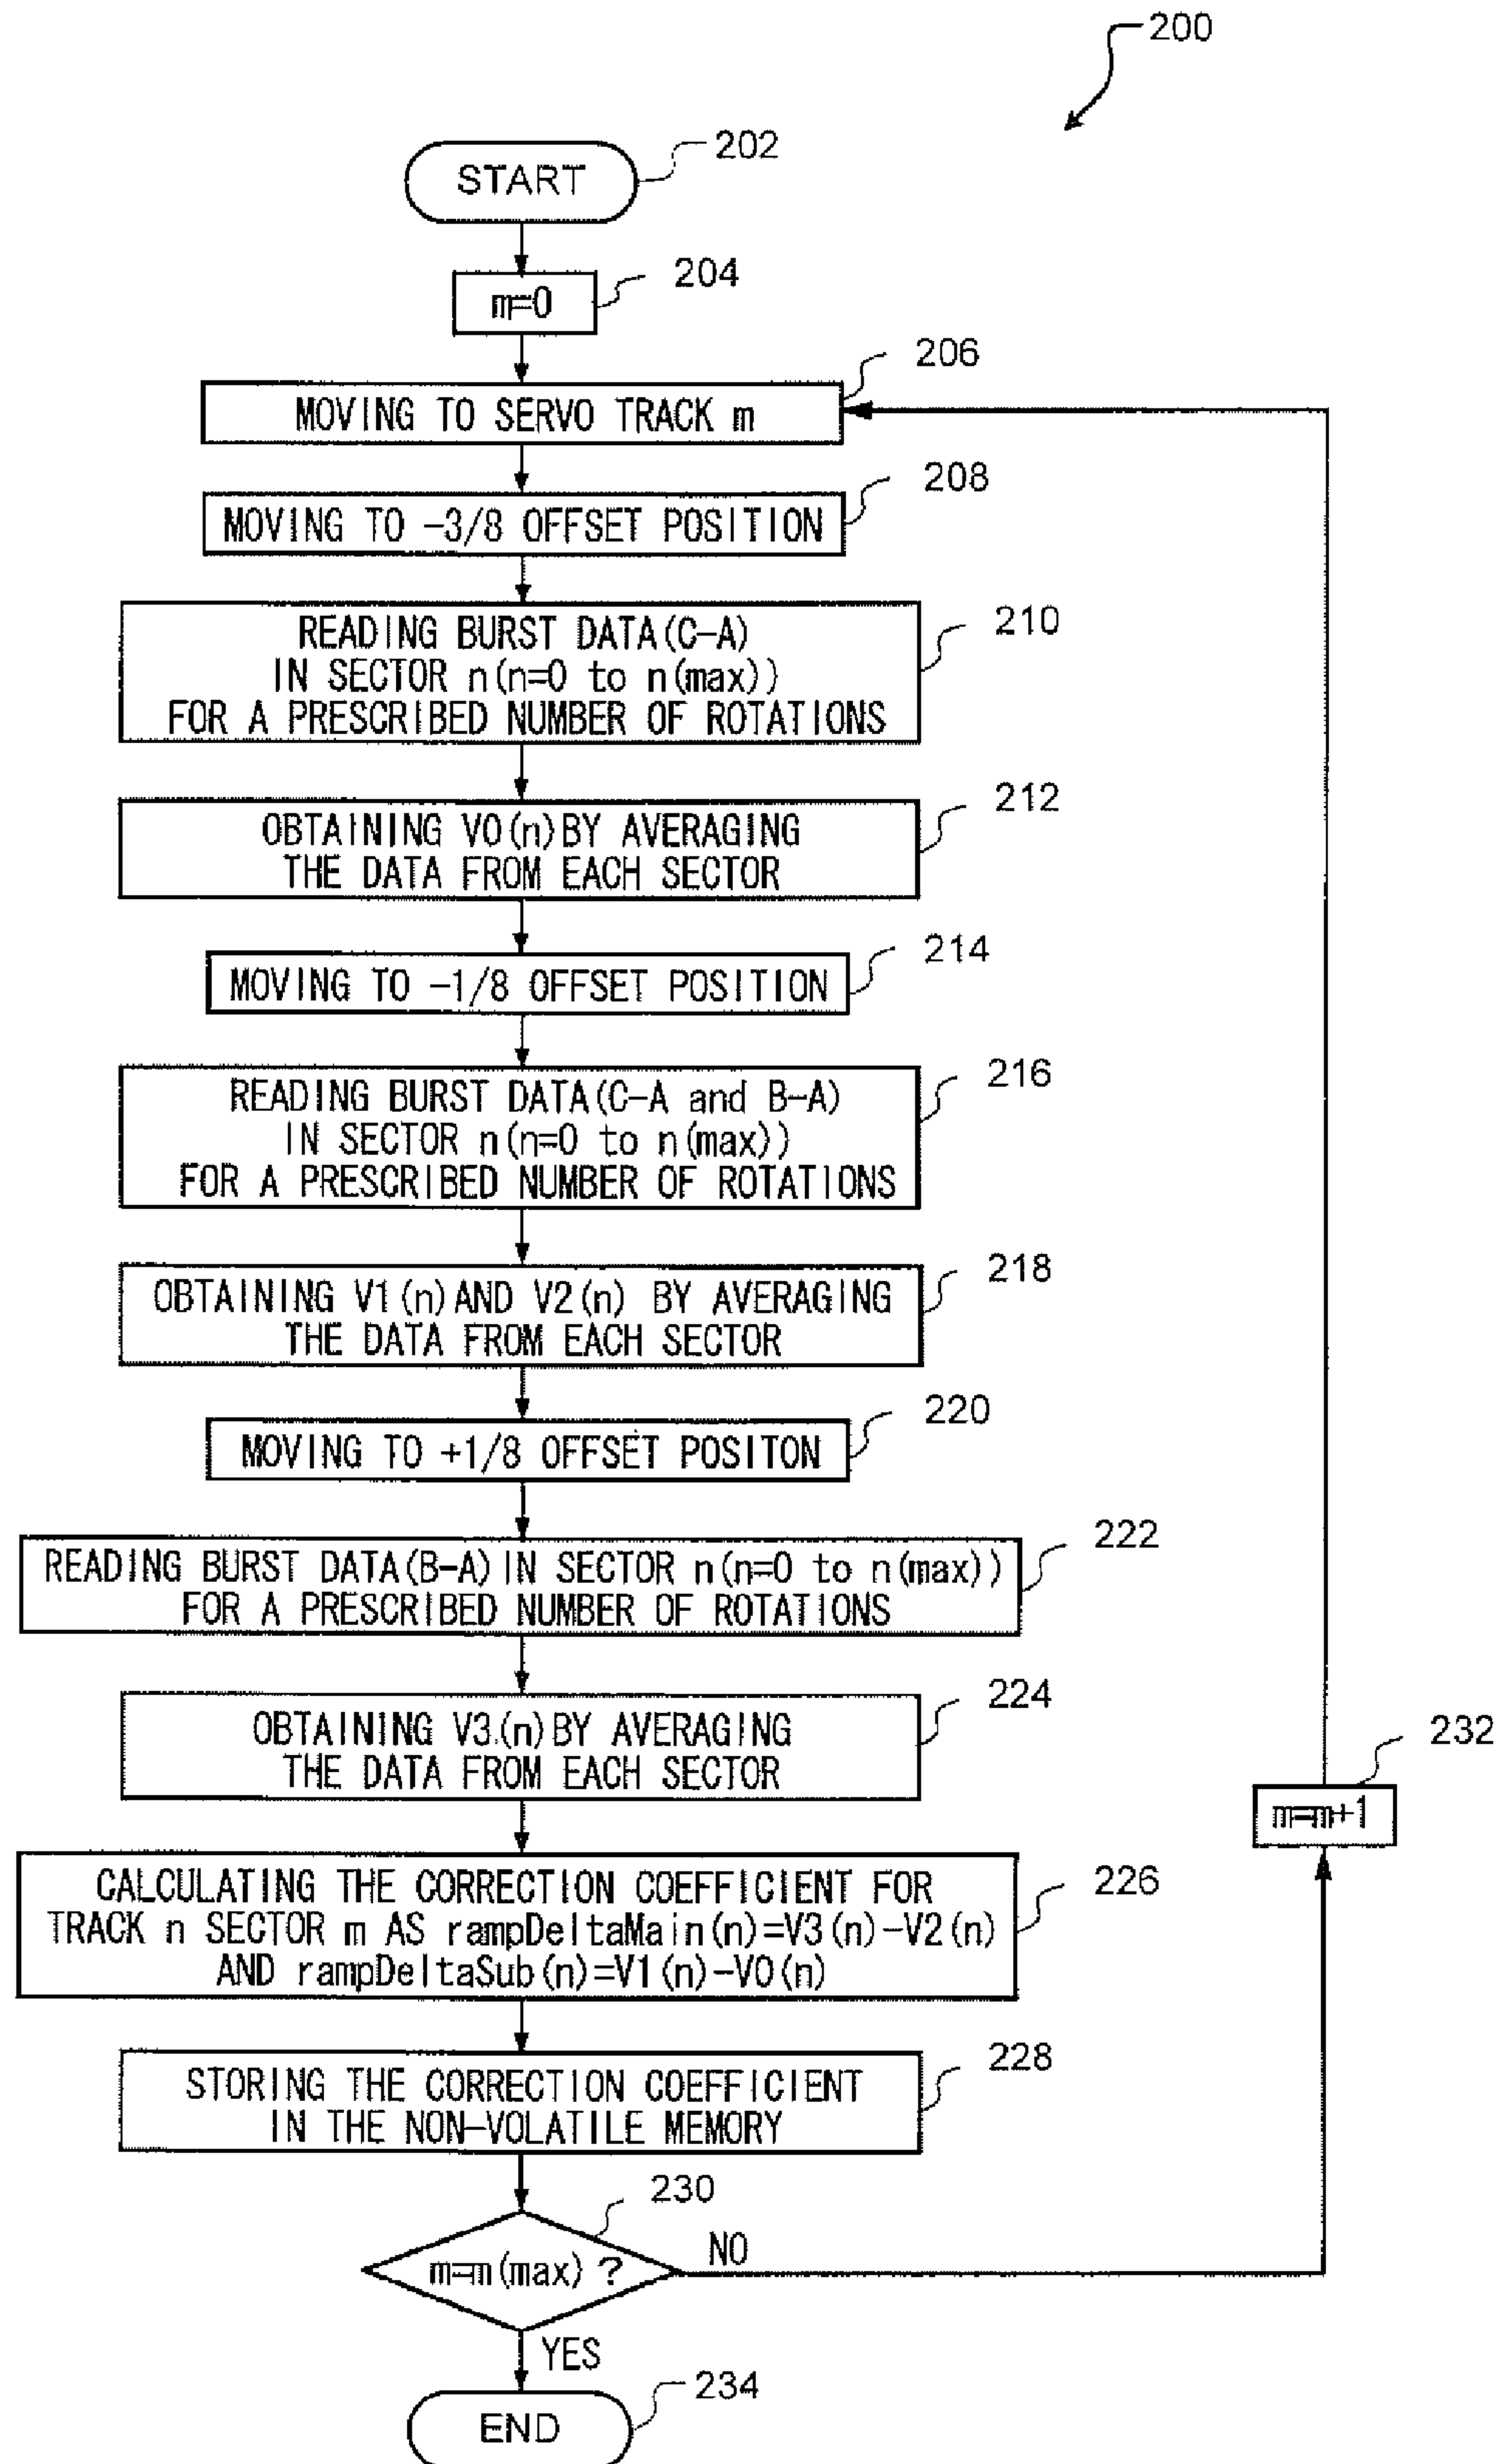 200
START
202
m=0
204
MOVING TO SERVO TRACK m
206
MOVING TO -3/8 OFFSET POSITION
208
READING BURST DATA(C-A)
IN SECTOR n(n=0 to n(max))
FOR A PRESCRIBED NUMBER OF ROTATIONS
210
OBTAINING V0(n)BY AVERAGING
THE DATA FROM EACH SECTOR
212
MOVING TO -1/8 OFFSET POSITION
214
READING BURST DATA(C-A and B-A)
IN SECTOR n(n=0 to n(max))
FOR A PRESCRIBED NUMBER OF ROTATIONS
216
OBTAINING V1(n)AND V2(n) BY AVERAGING
THE DATA FROM EACH SECTOR
218
MOVING TO +1/8 OFFSET POSITON
220
READING BURST DATA(B-A)IN SECTOR n(n=0 to n(max))
FOR A PRESCRIBED NUMBER OF ROTATIONS
222
OBTAINING V3(n)BY AVERAGING
THE DATA FROM EACH SECTOR
224
m=m+1
232
CALCULATING THE CORRECTION COEFFICIENT FOR
TRACK n SECTOR m AS rampDeltaMain(n)=V3(n)-V2(n)
AND rampDeltaSub(n)=V1(n)-V0(n)
226
STORING THE CORRECTION COEFFICIENT
IN THE NON-VOLATILE MEMORY
228
m=m(max)?
230
NO
YES
END
234